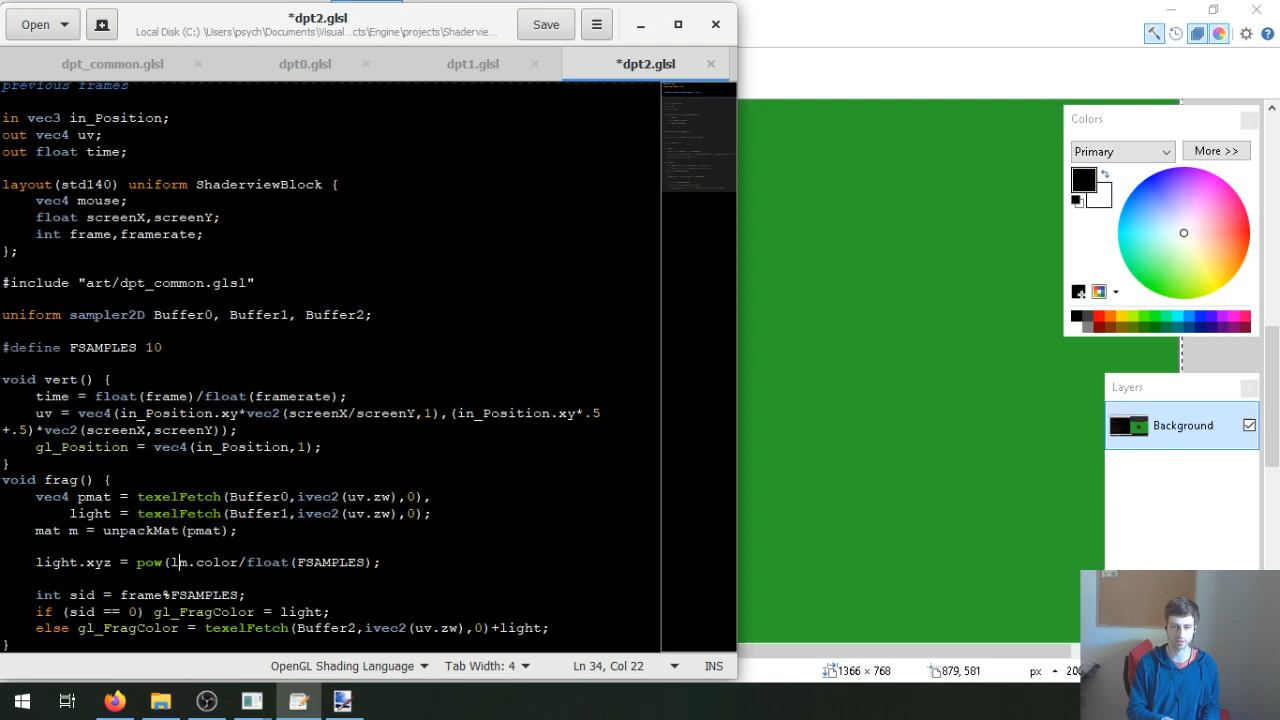 Open
*dpt2.glsl
Local Disk (C:) \Users\psych\Documents\Visual...cts\Engine\projects\Shaderview...
Save
dpt_common.glsl
dpt0.glsl
dpt1.glsl
*dpt2.glsl
previous frames
in vec3 in_Position;
out vec4 uv;
out float time;
layout(std140) uniform ShaderviewBlock {
vec4 mouse;
float screenX,screenY;
int frame,framerate;
};
#include "art/dpt_common.glsl"
uniform sampler2D Buffer0, Buffer1, Buffer2;
#define FSAMPLES 10
void vert() {
time = float(frame)/float(framerate);
uv = vec4(in_Position.xy*vec2(screenX/screenY,1),(in_Position.xy*.5
+.5)*vec2(screenX,screenY));
gl_Position = vec4(in_Position,1);
}
void frag() {
vec4 pmat = texelFetch(Buffer0,ivec2(uv.zw),0),
light = texelFetch(Buffer1,ivec2(uv.zw),0);
mat m = unpackMat(pmat);
light.xyz = pow(lm.color/float(FSAMPLES);
int sid = frame%FSAMPLES;
if (sid == 0) gl_FragColor = light;
else gl_FragColor = texelFetch(Buffer2,ivec2(uv.zw),0)+light;
}
OpenGL Shading Language
Tab Width: 4
Ln 34, Col 22
INS
Colors
Primary
More >>
Layers
Background
1366 × 768
879, 581
px